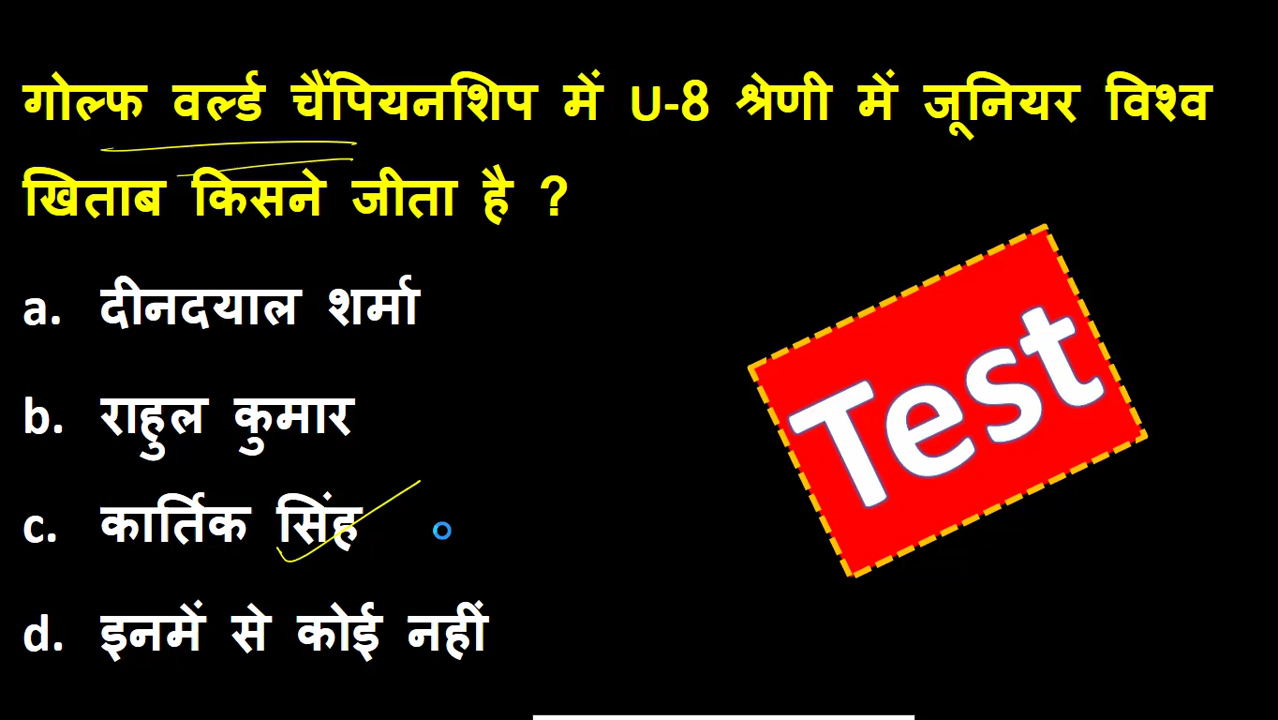 गोल्फ वर्ल्ड चैंपियनशिप में U-8 श्रेणी में जूनियर विश्व
खिताब किसने जीता है ?
a. दीनदयाल शर्मा
b. राहुल कुमार
c. कार्तिक सिंह
d. इनमें से कोई नहीं
Test